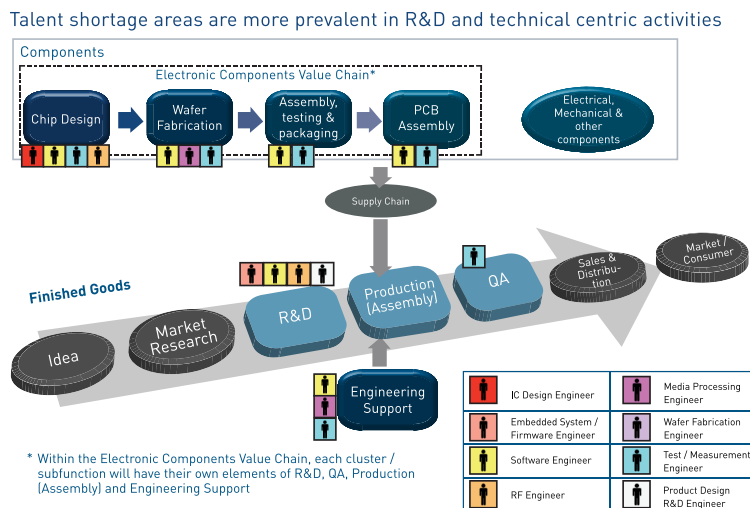 Talent shortage areas are more prevalent in R&D and technical centric activities
Components
Electronic Components Value Chain*
Chip Design
Wafer
Fabrication
Assembly,
testing &
packaging
PCB
Assembly
Electrical,
Mechanical &
other
components
Supply Chain
Finished Goods
Idea
Market
Research
R&D
Production
(Assembly)
QA
Sales &
Distribu-
tion
Market /
Consumer
Engineering
Support
* Within the Electronic Components Value Chain, each cluster /
subfunction will have their own elements of R&D, QA, Production
(Assembly) and Engineering Support
IC Design Engineer
Embedded System /
Firmware Engineer
Software Engineer
RF Engineer
Media Processing
Engineer
Wafer Fabrication
Engineer
Test / Measurement
Engineer
Product Design
R&D Engineer